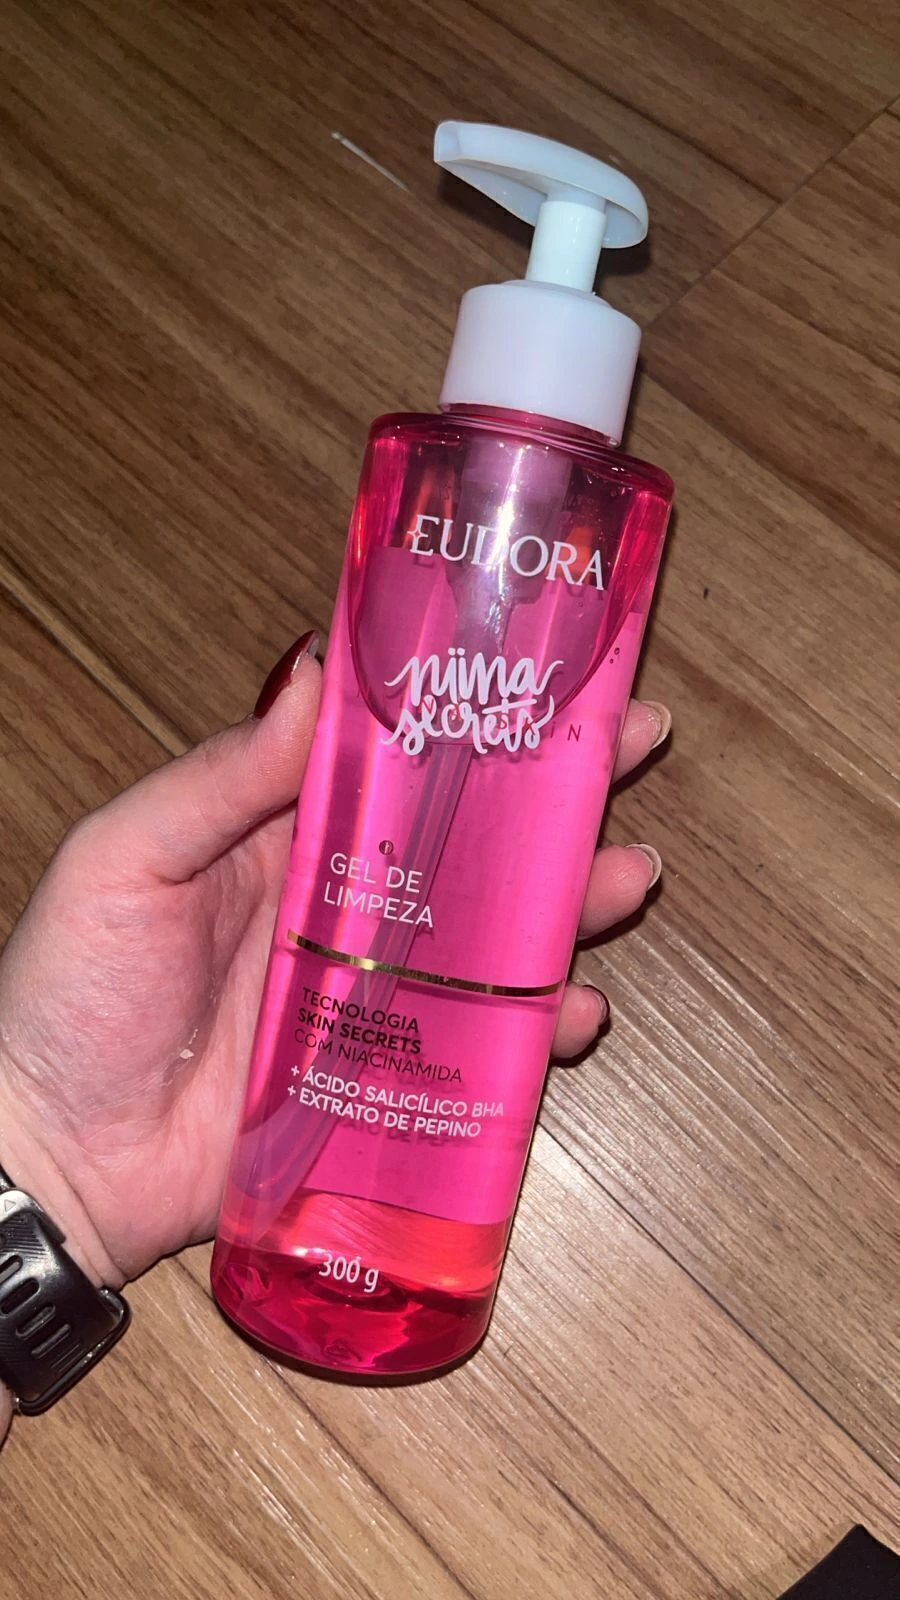 EUDORA
niina
secrets
GEL DE
LIMPEZA
TECNOLOGIA
SKIN SECRETS
COM NIACINAMIDA
+ ÁCIDO SALICÍLICO BHA
+ EXTRATO DE PEPINO
300 g